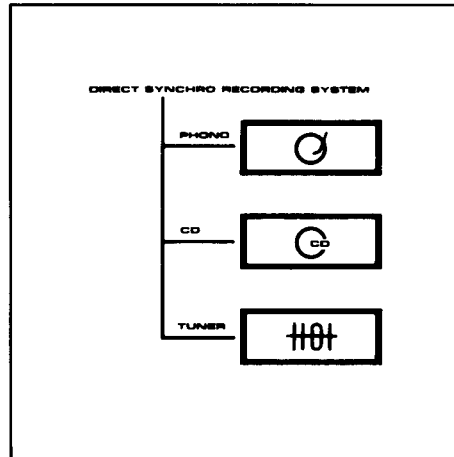 DIRECT SYNCHRO RECORDING SYSTEM
PHONO
CD
CD
TUNER